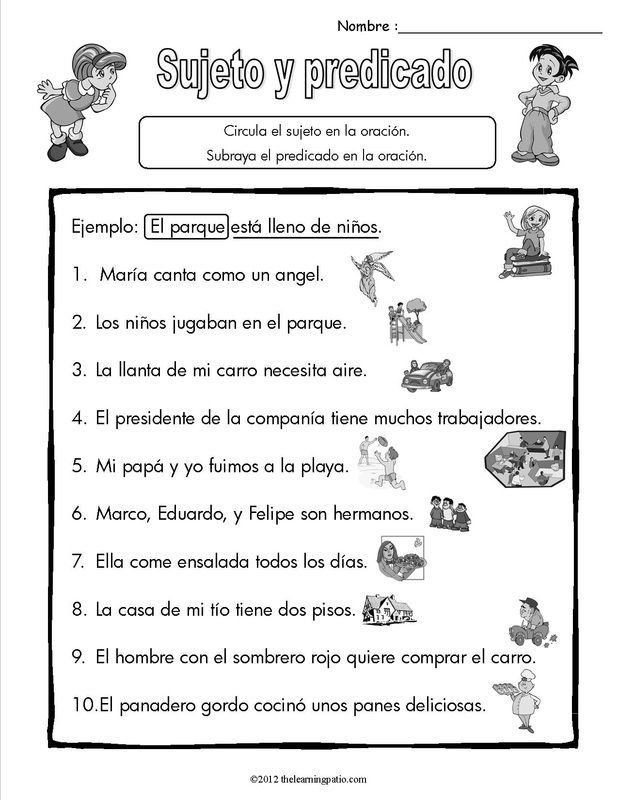 Nombre :
Sujeto y predicado
Circula el sujeto en la oración.
Subraya el predicado en la oración.
Ejemplo: El parque está lleno de niños.
1. María canta como un angel.
2. Los niños jugaban en el parque.
3. La llanta de mi carro necesita aire.
4. El presidente de la companía tiene muchos trabajadores.
5. Mi papá y yo fuimos a la playa.
6. Marco, Eduardo, y Felipe son hermanos.
7. Ella come ensalada todos los días.
8. La casa de mi tío tiene dos pisos.
9. El hombre con el sombrero rojo quiere comprar el carro.
10.El panadero gordo cocinó unos panes deliciosas.
©2012 thelearningpatio.com